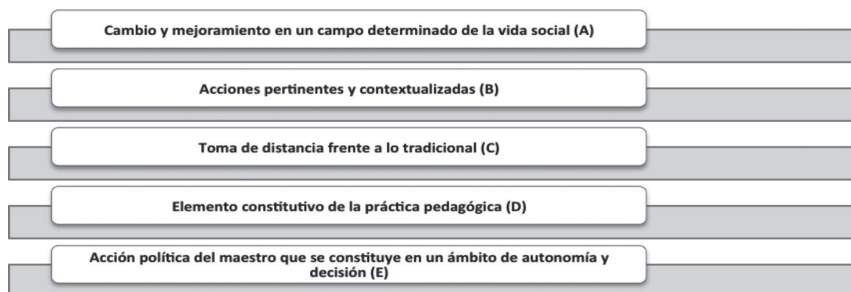 Cambio y mejoramiento en un campo determinado de la vida social (A)
Acciones pertinentes y contextualizadas (B)
Toma de distancia frente a lo tradicional (C)
Elemento constitutivo de la práctica pedagógica (D)
Acción política del maestro que se constituye en un ámbito de autonomía y
decisión (E)